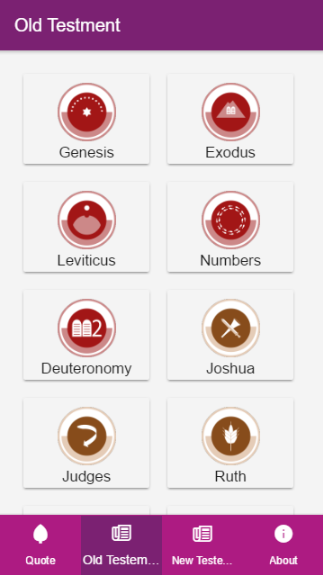 Old Testment
Genesis Exodus
Leviticus Numbers
2
Deuteronomy Joshua
Judges Ruth
Quote Old Testem... New Teste... About